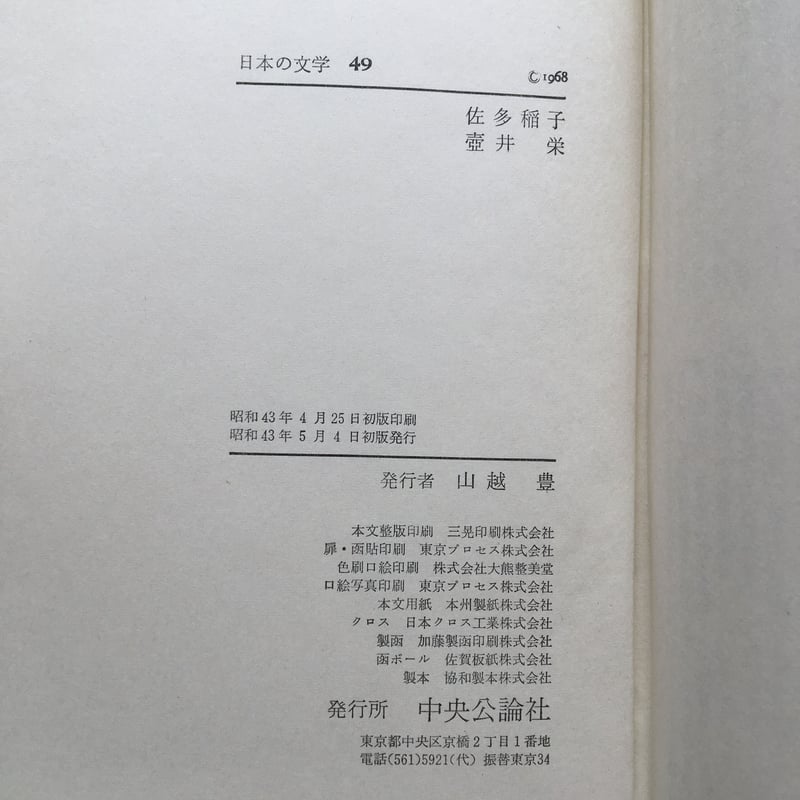 日本の文学 49
©1968
佐多稲子
壺井 栄
昭和43年4月25日初版印刷
昭和43年5月4日初版発行
発行者 山越 豊
本文整版印刷 三晃印刷株式会社
扉・函貼印刷 東京プロセス株式会社
色刷口絵印刷 株式会社大熊整美堂
口絵写真印刷 東京プロセス株式会社
本文用紙 本州製紙株式会社
クロス 日本クロス工業株式会社
製函 加藤製函印刷株式会社
函ボール 佐賀板紙株式会社
製本 協和製本株式会社
発行所 中央公論社
東京都中央区京橋2丁目1番地
電話(561)5921(代) 振替東京34